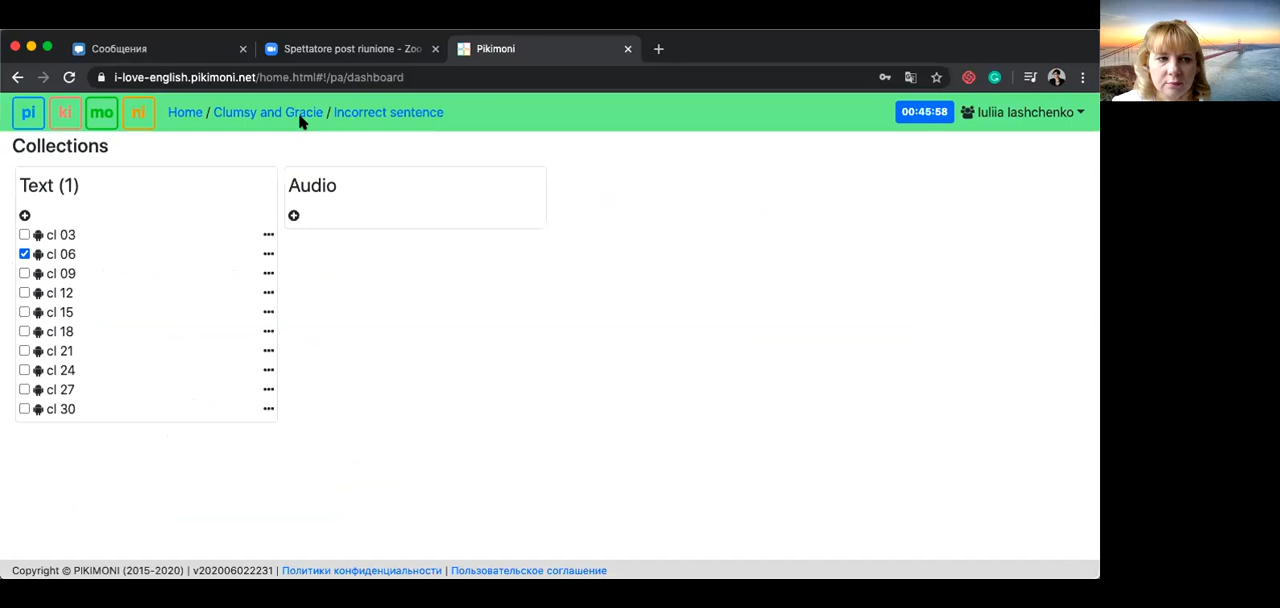 Сообщения
Spettatore post riunione - Zoo
Pikimoni
i-love-english.pikimoni.net/home.html#!/pa/dashboard
pi ki mo ni Home / Clumsy and Gracie / Incorrect sentence 00:45:58 Iuliia Iashchenko
Collections
Text (1)
cl 03
cl 06
cl 09
cl 12
cl 15
cl 18
cl 21
cl 24
cl 27
cl 30
Audio
Copyright © PIKIMONI (2015-2020) | v202006022231 | Политики конфиденциальности | Пользовательское соглашение